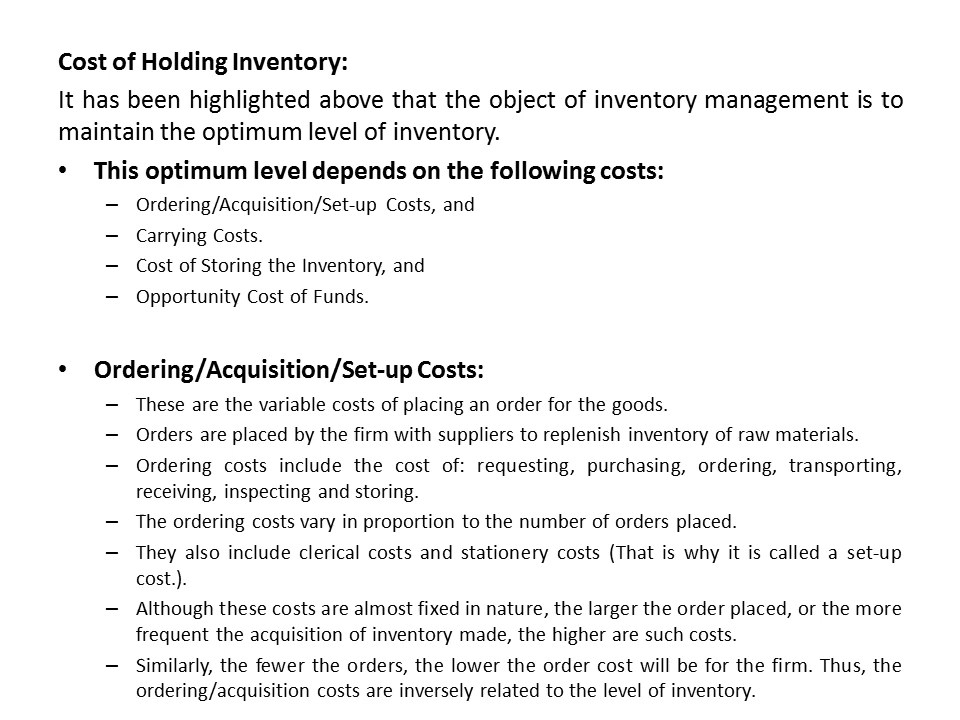 Cost of Holding Inventory:
It has been highlighted above that the object of inventory management is to
maintain the optimum level of inventory.
• This optimum level depends on the following costs:
– Ordering/Acquisition/Set-up Costs, and
– Carrying Costs.
– Cost of Storing the Inventory, and
– Opportunity Cost of Funds.
• Ordering/Acquisition/Set-up Costs:
– These are the variable costs of placing an order for the goods.
– Orders are placed by the firm with suppliers to replenish inventory of raw materials.
– Ordering costs include the cost of: requesting, purchasing, ordering, transporting,
receiving, inspecting and storing.
– The ordering costs vary in proportion to the number of orders placed.
– They also include clerical costs and stationery costs (That is why it is called a set-up
cost.).
– Although these costs are almost fixed in nature, the larger the order placed, or the more
frequent the acquisition of inventory made, the higher are such costs.
– Similarly, the fewer the orders, the lower the order cost will be for the firm. Thus, the
ordering/acquisition costs are inversely related to the level of inventory.